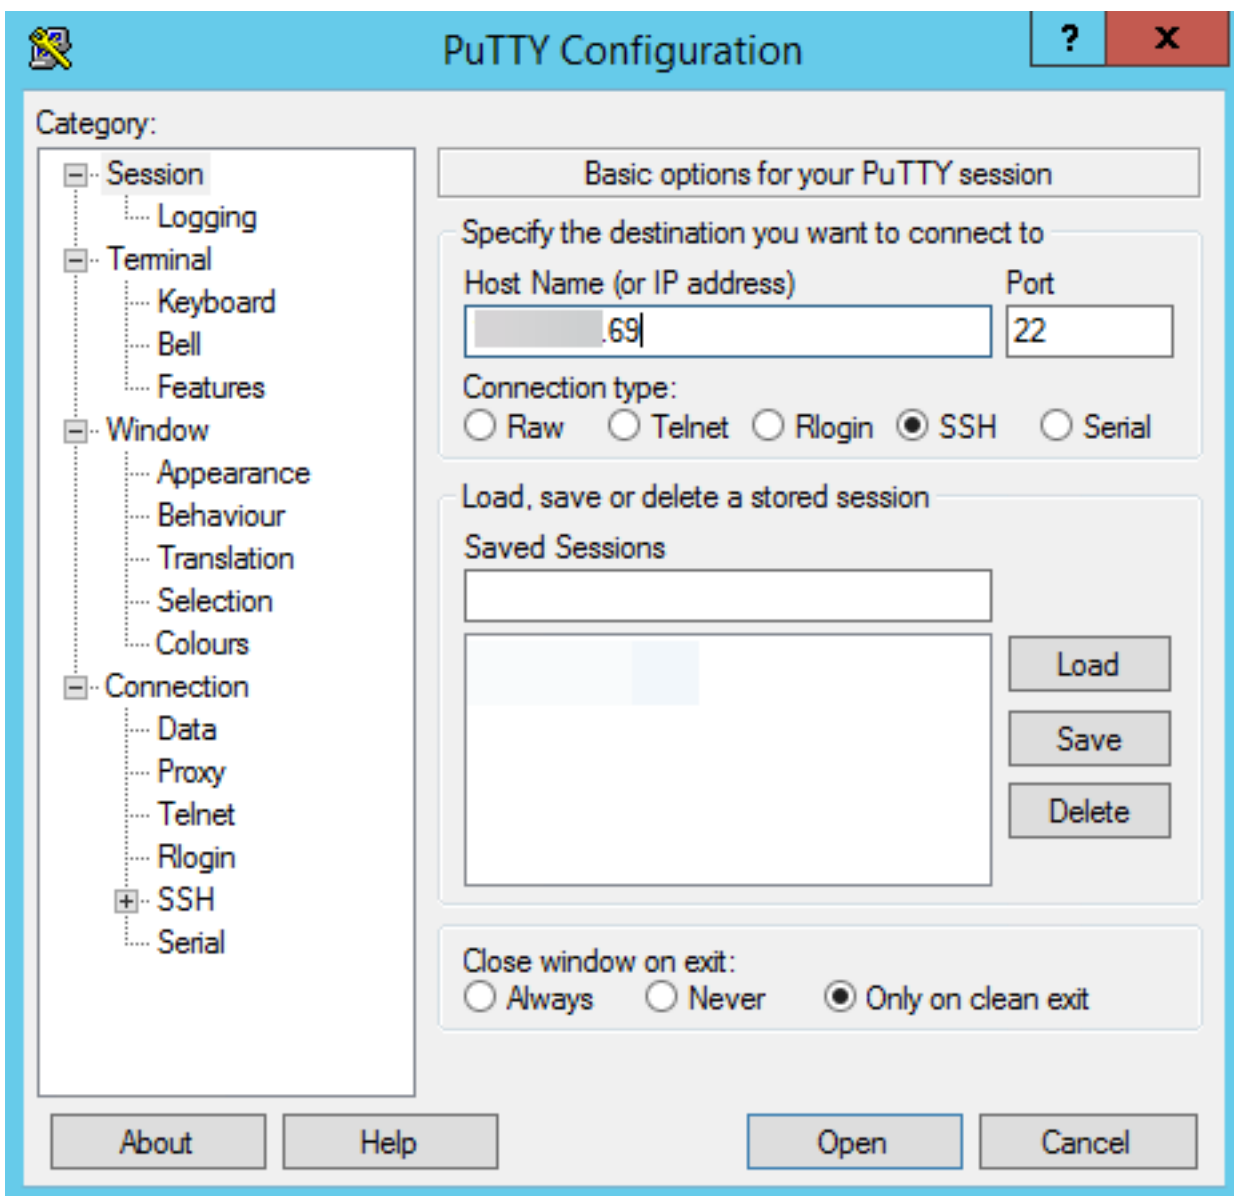 PuTTY Configuration
?
x
Category:
Session
Logging
Terminal
Keyboard
Bell
Features
Window
Appearance
Behaviour
Translation
Selection
Colours
Connection
Data
Proxy
Telnet
Rlogin
SSH
Serial
Basic options for your PuTTY session
Specify the destination you want to connect to
Host Name (or IP address) Port
.69 22
Connection type:
Raw Telnet Rlogin SSH Serial
Load, save or delete a stored session
Saved Sessions
Load
Save
Delete
Close window on exit:
Always Never Only on clean exit
About Help Open Cancel